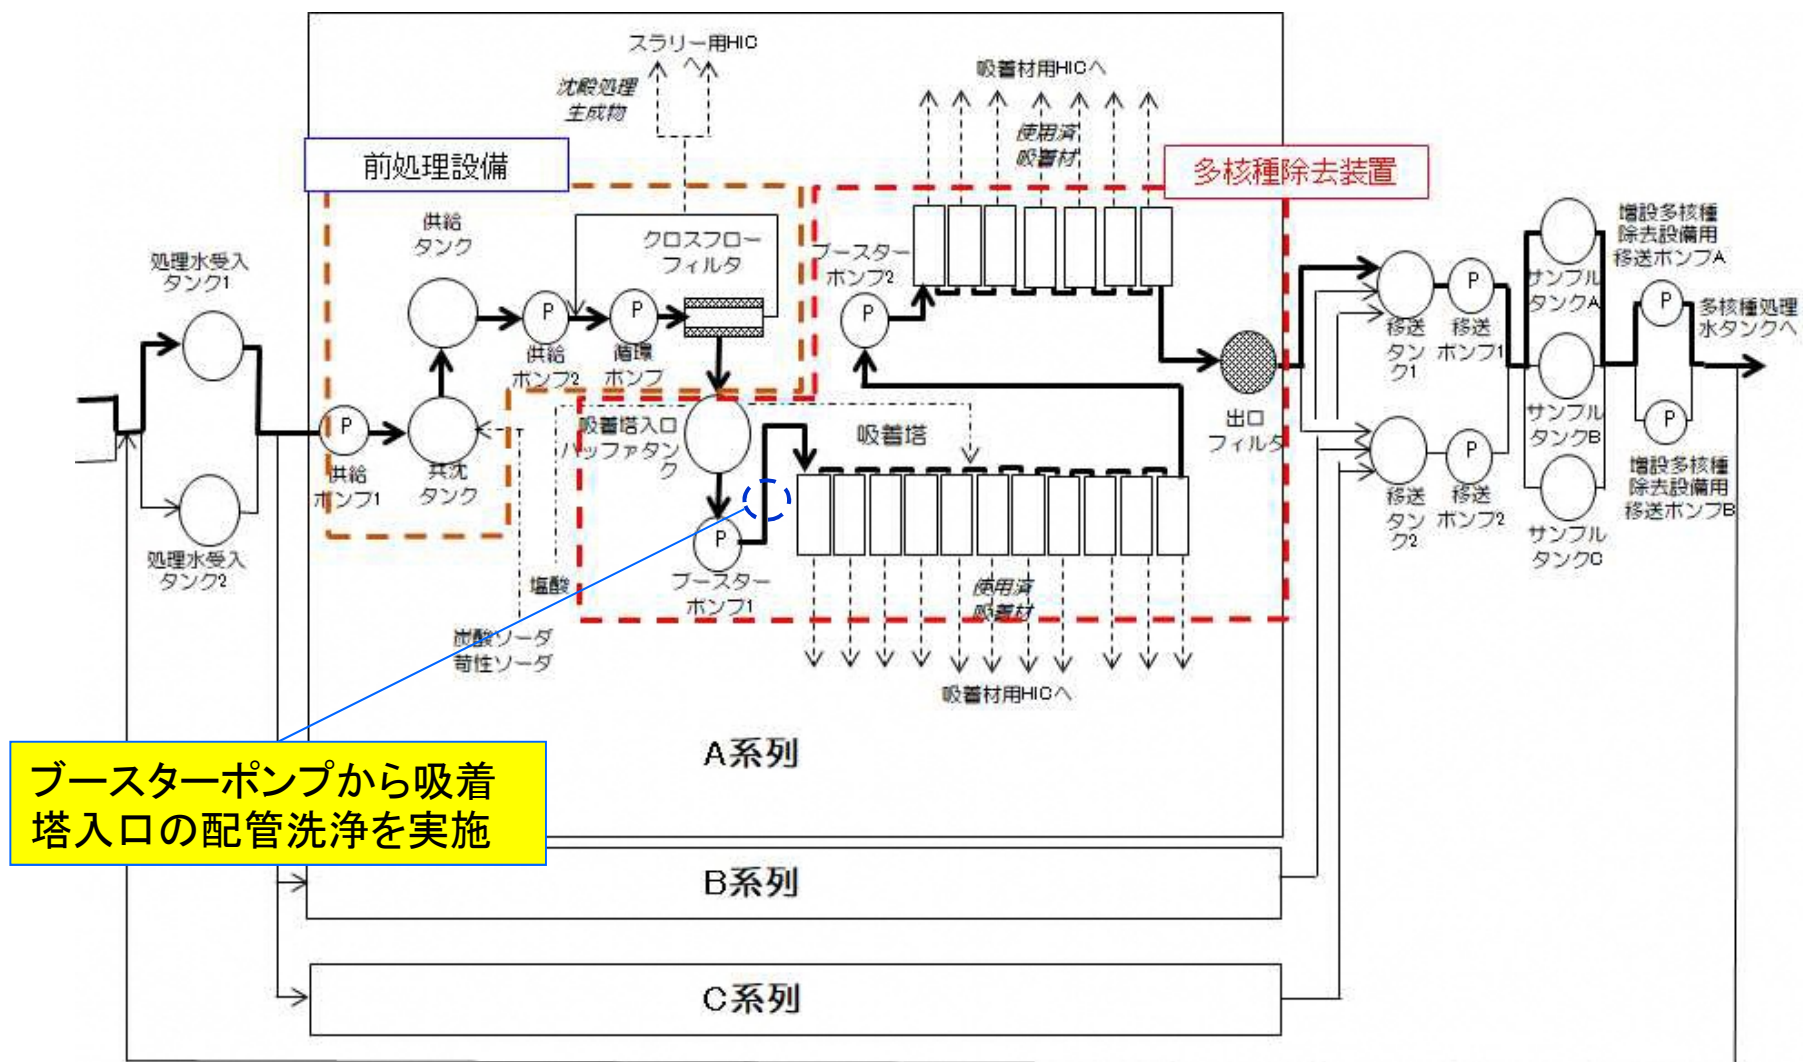 スラリー用HIC
へ
沈殿処理
生成物
吸着材用HICへ
使用済
吸着材
前処理設備
多核種除去装置
供給
タンク
クロスフロー
フィルタ
ブースター
ポンプ2
処理水受入
タンク1
P
供給
ポンプ2
P
循環
ポンプ
P
P
供給
ポンプ1
共沈
タンク
吸着塔入口
バッファタン
ク
吸着塔
出口
フィルタ
P
ブースター
ポンプ1
塩酸
炭酸ソーダ
苛性ソーダ
使用済
吸着材
吸着材用HICへ
処理水受入
タンク2
移送
タン
ク1
P
移送
ポンプ1
移送
タン
ク2
P
移送
ポンプ2
サンプル
タンクA
サンプル
タンクB
サンプル
タンクC
増設多核種
除去設備用
移送ポンプA
P
多核種処理
水タンクへ
P
増設多核種
除去設備用
移送ポンプB
A系列
ブースターポンプから吸着
塔入口の配管洗浄を実施
B系列
C系列